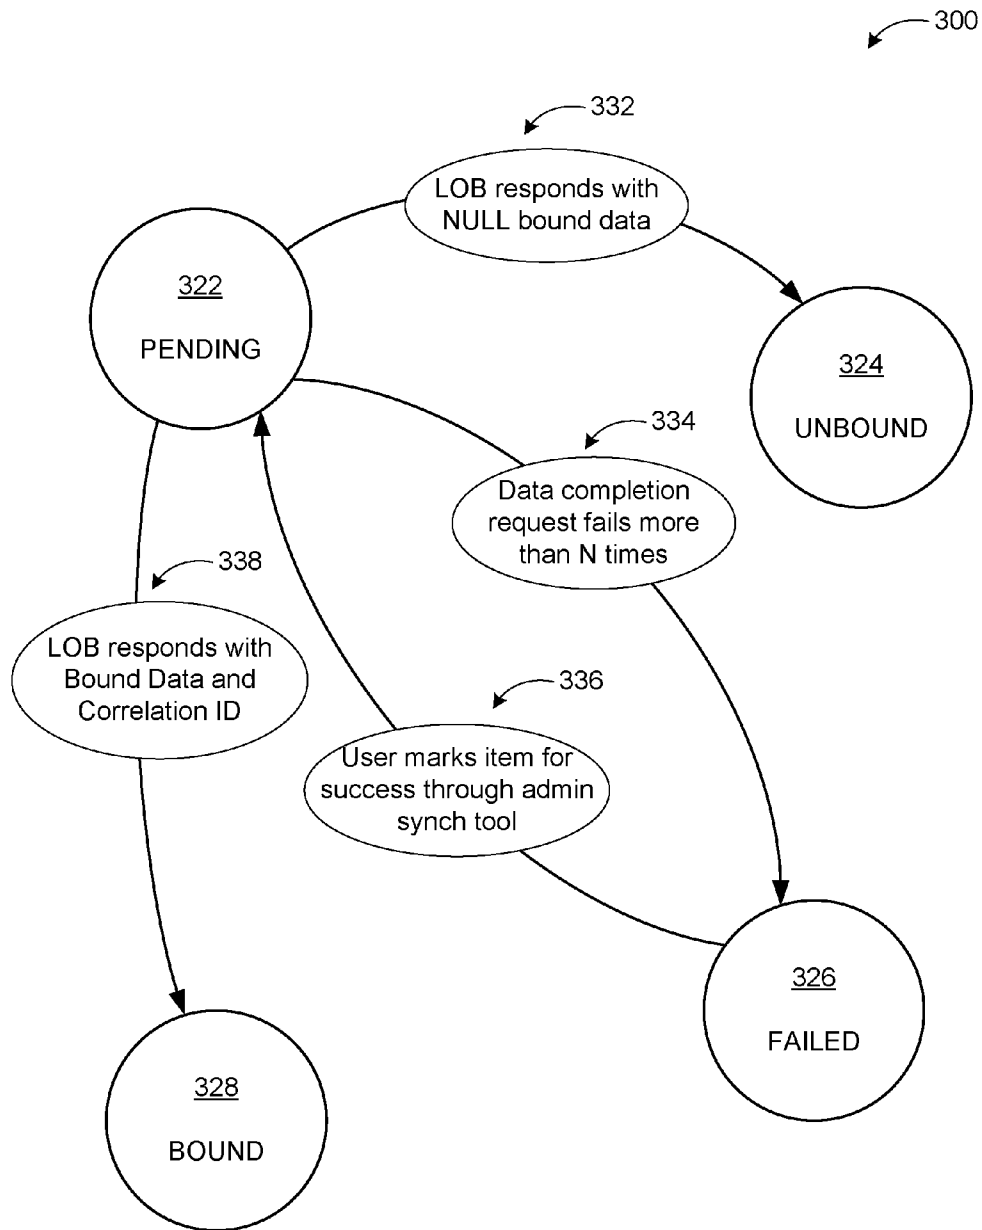 300
332
LOB responds with
NULL bound data
322
PENDING
324
UNBOUND
334
Data completion
request fails more
than N times
338
LOB responds with
Bound Data and
Correlation ID
336
User marks item for
success through admin
synch tool
326
FAILED
328
BOUND